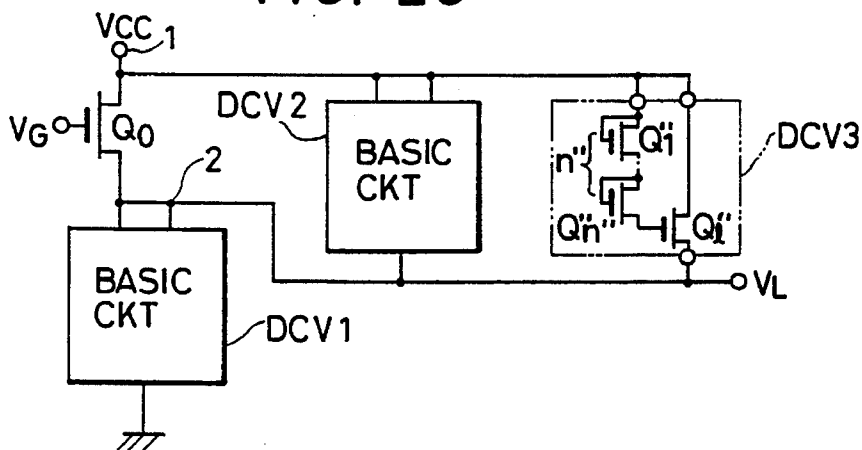 VCC 1
VG
Q0
2
DCV2
BASIC
CKT
n"
Q"1
Q"n"
Q"l
DCV3
BASIC
CKT
DCV1
VL